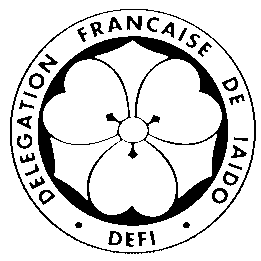 DELEGATION FRANCAISE DE IAIDO
• DEFI •